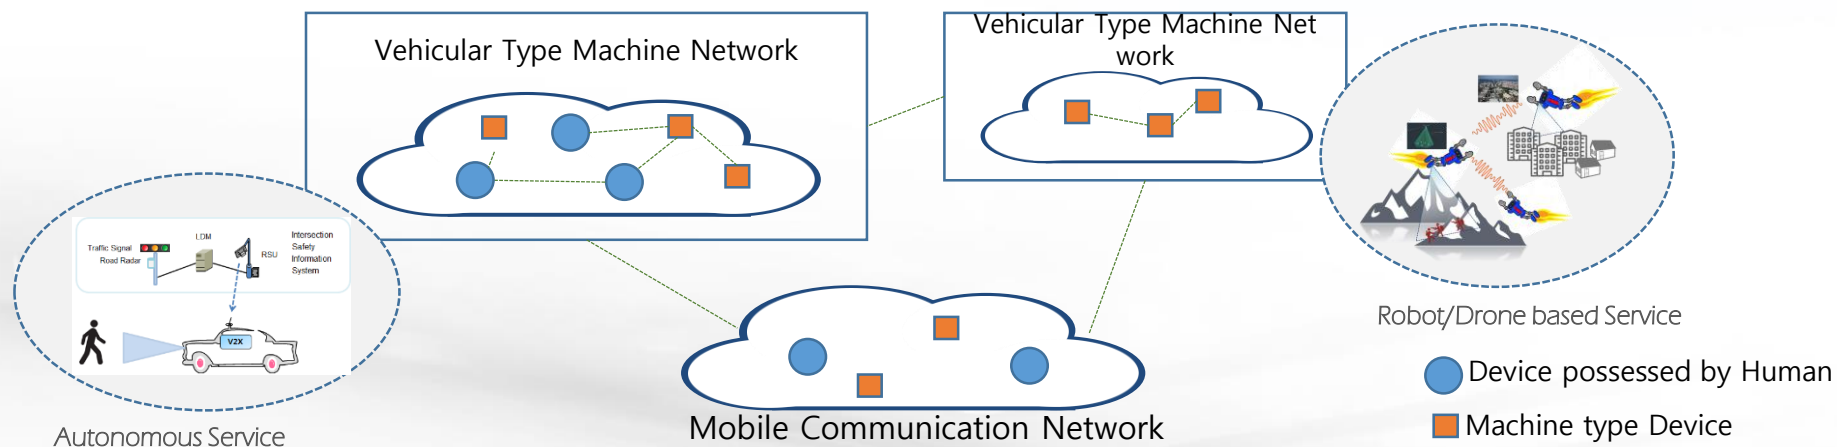 Vehicular Type Machine Network
Vehicular Type Machine Net
work
Traffic Signal
Road Radar
LDM
RSU
Intersection
Safety
Information
System
V2X
Autonomous Service
Mobile Communication Network
Robot/Drone based Service
Device possessed by Human
Machine type Device